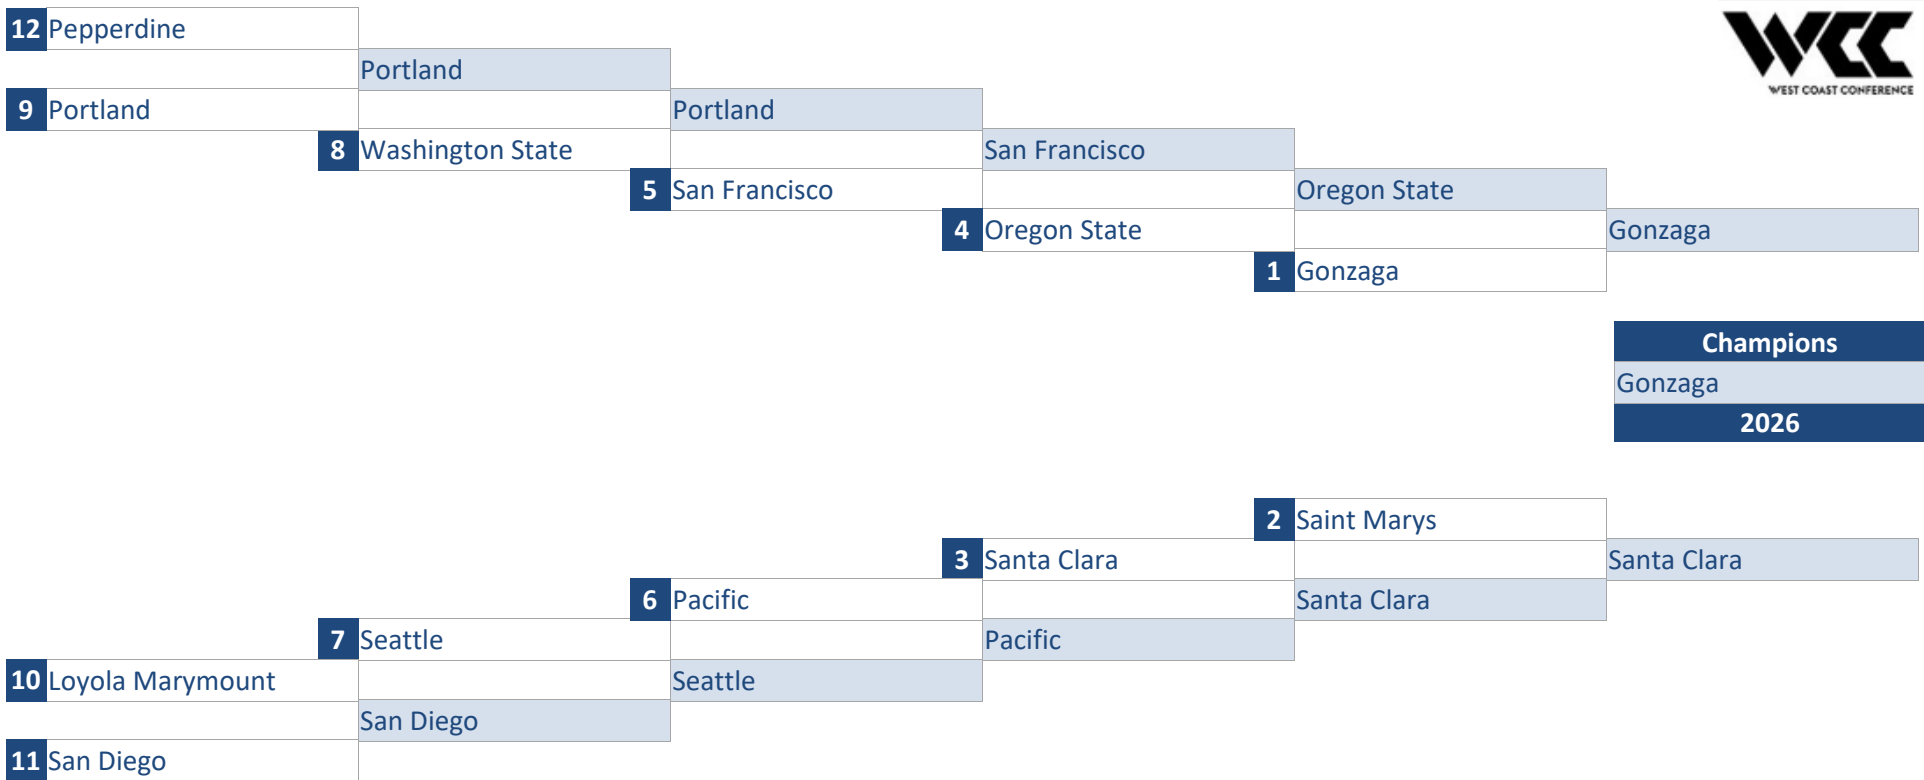 12 Pepperdine
WCC
Portland
WEST COAST CONFERENCE
9 Portland
Portland
8 Washington State
San Francisco
5 San Francisco
Oregon State
4 Oregon State
Gonzaga
1 Gonzaga
Champions
Gonzaga
2026
2 Saint Marys
3 Santa Clara
Santa Clara
6 Pacific
Santa Clara
7 Seattle
Pacific
10 Loyola Marymount
Seattle
San Diego
11 San Diego